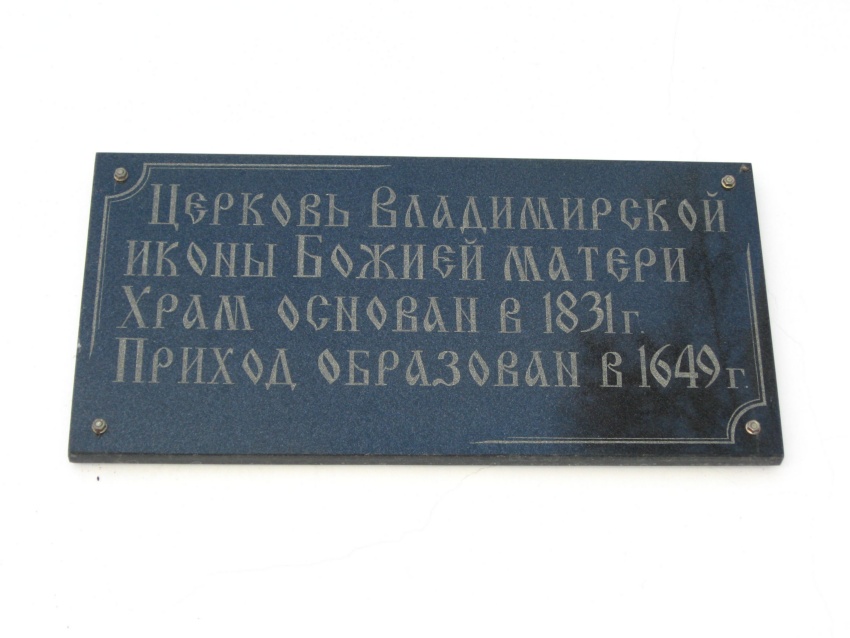 Церковь Владимирской
иконы Божией матери
Храм основан в 1831г.
Приход образован в 1649г.